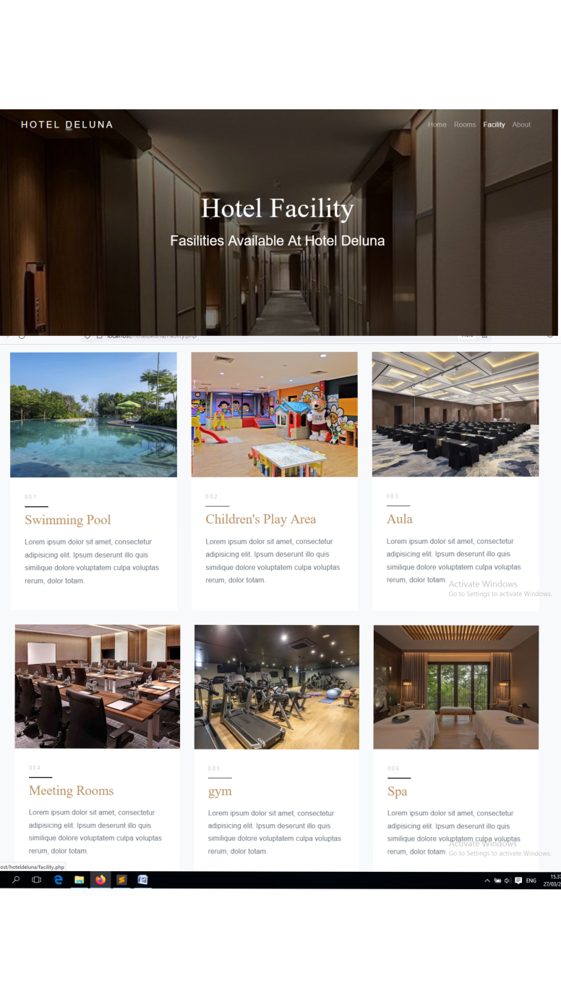 HOTEL DELUNA
Home Rooms Facility About
Hotel Facility
Fasilities Available At Hotel Deluna
localhost/hoteldeluna/facility.php
001
Swimming Pool
Lorem ipsum dolor sit amet, consectetur
adipisicing elit. Ipsum deserunt illo quis
similique dolore voluptatem culpa voluptas
rerum, dolor totam.
002
Children's Play Area
Lorem ipsum dolor sit amet, consectetur
adipisicing elit. Ipsum deserunt illo quis
similique dolore voluptatem culpa voluptas
rerum, dolor totam.
003
Aula
Lorem ipsum dolor sit amet, consectetur
adipisicing elit. Ipsum deserunt illo quis
similique dolore voluptatem culpa voluptas
rerum, dolor totam.
Activate Windows
Go to Settings to activate Windows.
004
Meeting Rooms
Lorem ipsum dolor sit amet, consectetur
adipisicing elit. Ipsum deserunt illo quis
similique dolore voluptatem culpa voluptas
rerum, dolor totam.
005
gym
Lorem ipsum dolor sit amet, consectetur
adipisicing elit. Ipsum deserunt illo quis
similique dolore voluptatem culpa voluptas
rerum, dolor totam.
006
Spa
Lorem ipsum dolor sit amet, consectetur
adipisicing elit. Ipsum deserunt illo quis
similique dolore voluptatem culpa voluptas
rerum, dolor totam.
Activate Windows
Go to Settings to activate Windows.
ost/hoteldeluna/facility.php
ENG
15.37
27/03/2